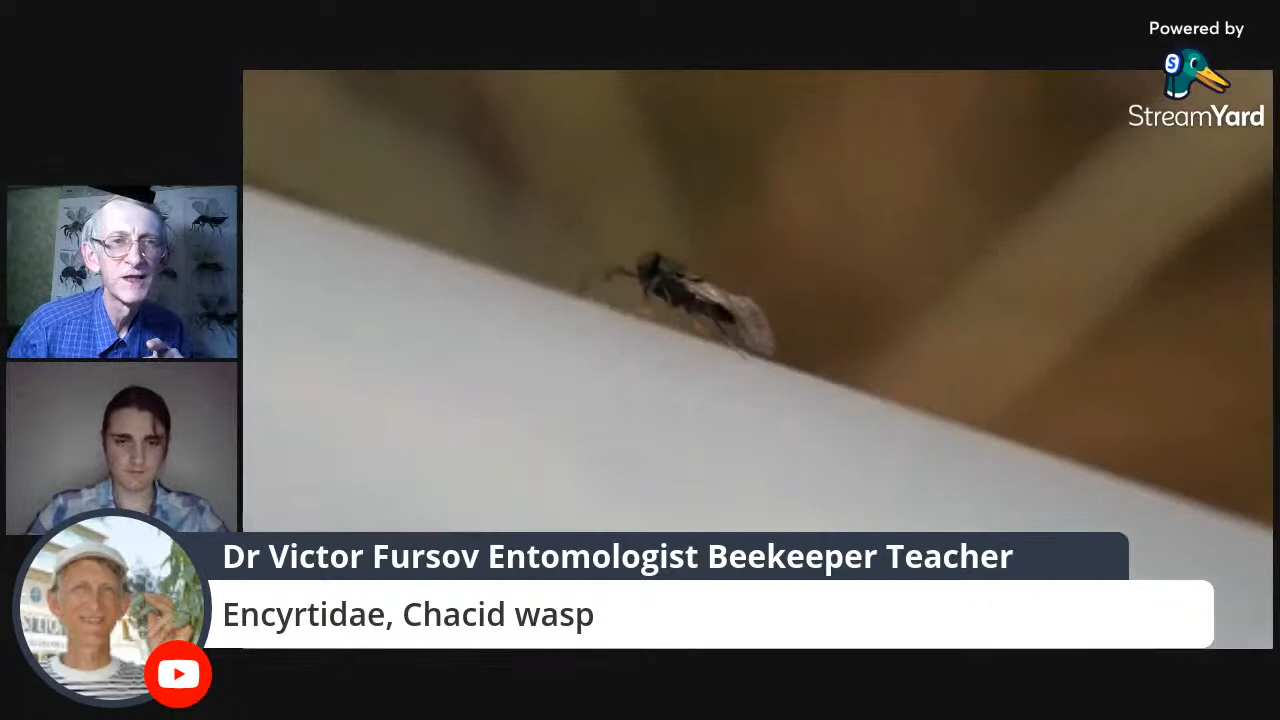 Powered by
StreamYard
Dr Victor Fursov Entomologist Beekeeper Teacher
Encyrtidae, Chacid wasp